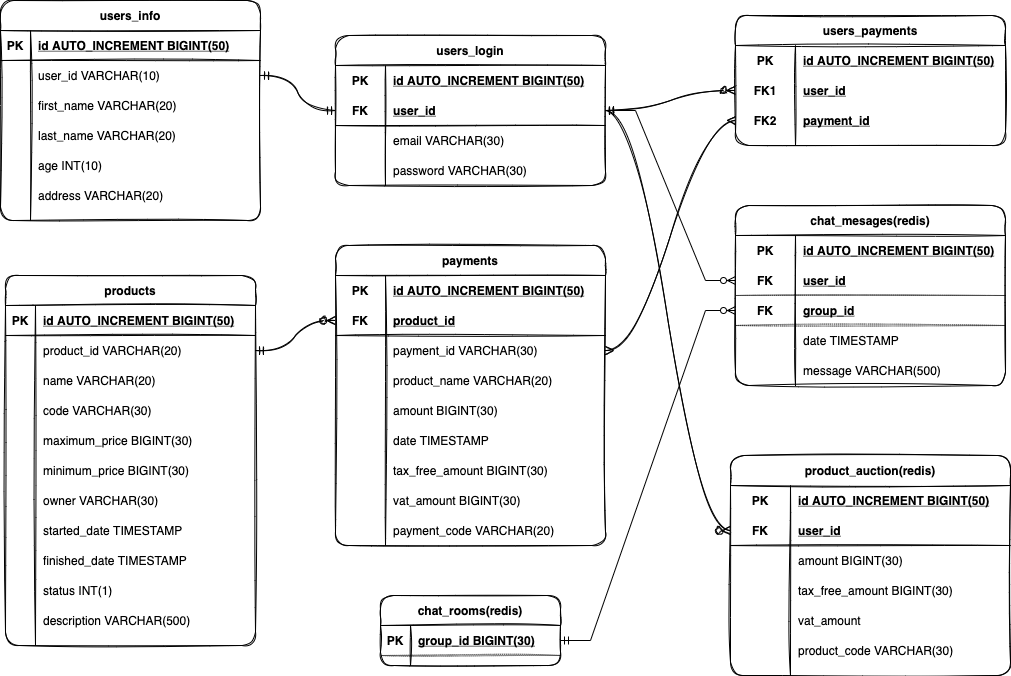 users_info
PK id AUTO_INCREMENT BIGINT(50)
user_id VARCHAR(10)
first_name VARCHAR(20)
last_name VARCHAR(20)
age INT(10)
address VARCHAR(20)
users_login
PK id AUTO_INCREMENT BIGINT(50)
FK user_id
email VARCHAR(30)
password VARCHAR(30)
users_payments
PK id AUTO_INCREMENT BIGINT(50)
FK1 user_id
FK2 payment_id
chat_mesages(redis)
PK id AUTO_INCREMENT BIGINT(50)
FK user_id
FK group_id
date TIMESTAMP
message VARCHAR(500)
products
PK id AUTO_INCREMENT BIGINT(50)
product_id VARCHAR(20)
name VARCHAR(20)
code VARCHAR(30)
maximum_price BIGINT(30)
minimum_price BIGINT(30)
owner VARCHAR(30)
started_date TIMESTAMP
finished_date TIMESTAMP
status INT(1)
description VARCHAR(500)
payments
PK id AUTO_INCREMENT BIGINT(50)
FK product_id
payment_id VARCHAR(30)
product_name VARCHAR(20)
amount BIGINT(30)
date TIMESTAMP
tax_free_amount BIGINT(30)
vat_amount BIGINT(30)
payment_code VARCHAR(20)
product_auction(redis)
PK id AUTO_INCREMENT BIGINT(50)
FK user_id
amount BIGINT(30)
tax_free_amount BIGINT(30)
vat_amount
product_code VARCHAR(30)
chat_rooms(redis)
PK group_id BIGINT(30)